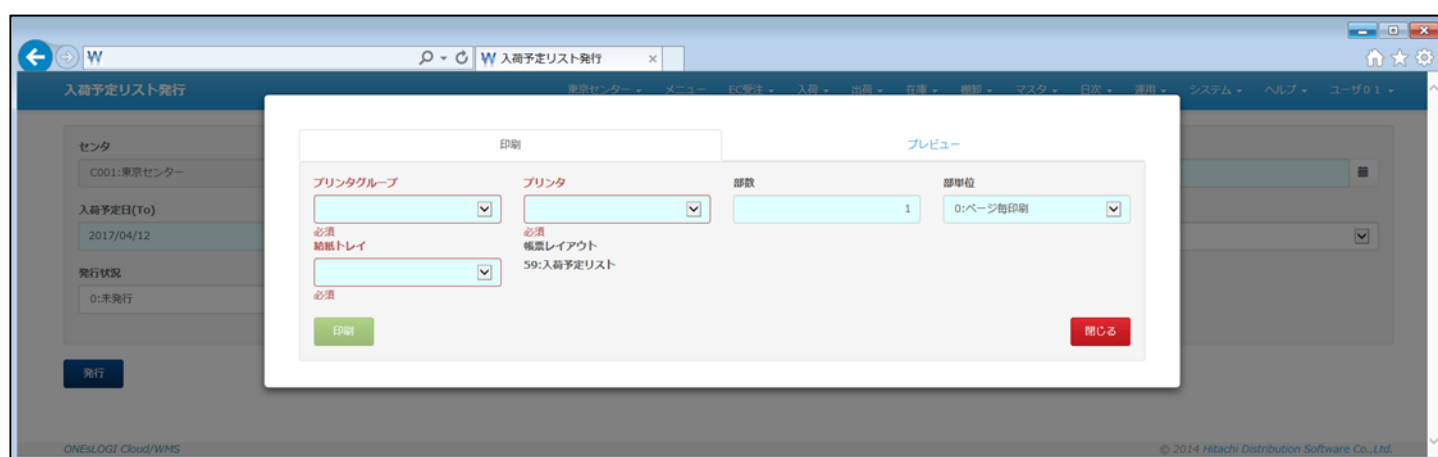 入荷予定リスト発行
入荷予定リスト発行 東京センター メニュー EC受注 入荷 出荷 在庫 棚卸 マスタ 日次 運用 システム ヘルプ ユーザ01
印刷 プレビュー
センタ
C001:東京センター
プリンタグループ プリンタ 部数 部単位
1 0:ページ毎印刷
入荷予定日(To)
必須 必須
給紙トレイ 帳票レイアウト
2017/04/12
59:入荷予定リスト
発行状況
必須
0:未発行
印刷 閉じる
発行
ONEsLOGI Cloud/WMS © 2014 Hitachi Distribution Software Co.,Ltd.